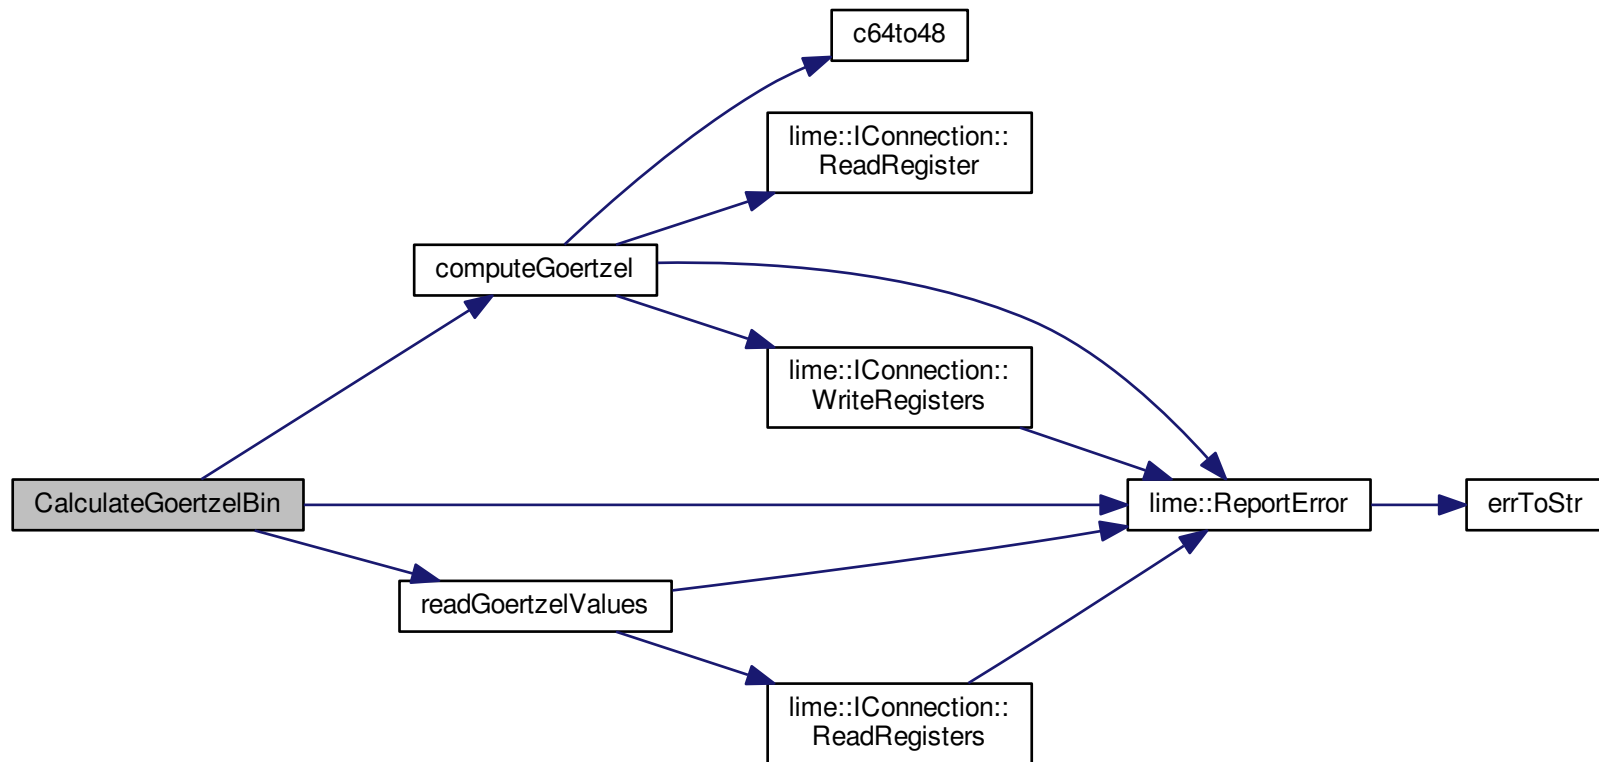 c64to48
lime::IConnection::
ReadRegister
computeGoertzel
lime::IConnection::
WriteRegisters
CalculateGoertzelBin
lime::ReportError
errToStr
readGoertzelValues
lime::IConnection::
ReadRegisters